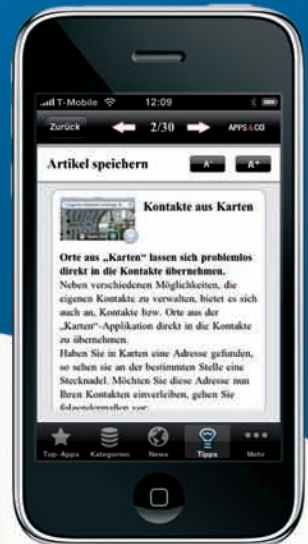 T-Mobile 12:09
Zurück 2/30 APPS&CO
Artikel speichern A- A+
Kontakte aus Karten
Orte aus „Karten“ lassen sich problemlos
direkt in die Kontakte übernehmen.
Neben verschiedenen Möglichkeiten, die
eigenen Kontakte zu verwalten, bietet es sich
auch an, Kontakte bzw. Orte aus der
„Karten“-Applikation direkt in die Kontakte
zu übernehmen.
Haben Sie in Karten eine Adresse gefunden,
so sehen sie an der bestimmten Stelle eine
Stecknadel. Möchten Sie diese Adresse nun
Ihren Kontakten einverleiben, gehen Sie
folgendermaßen vor:
Top-Apps Kategorien News Tipps Mehr